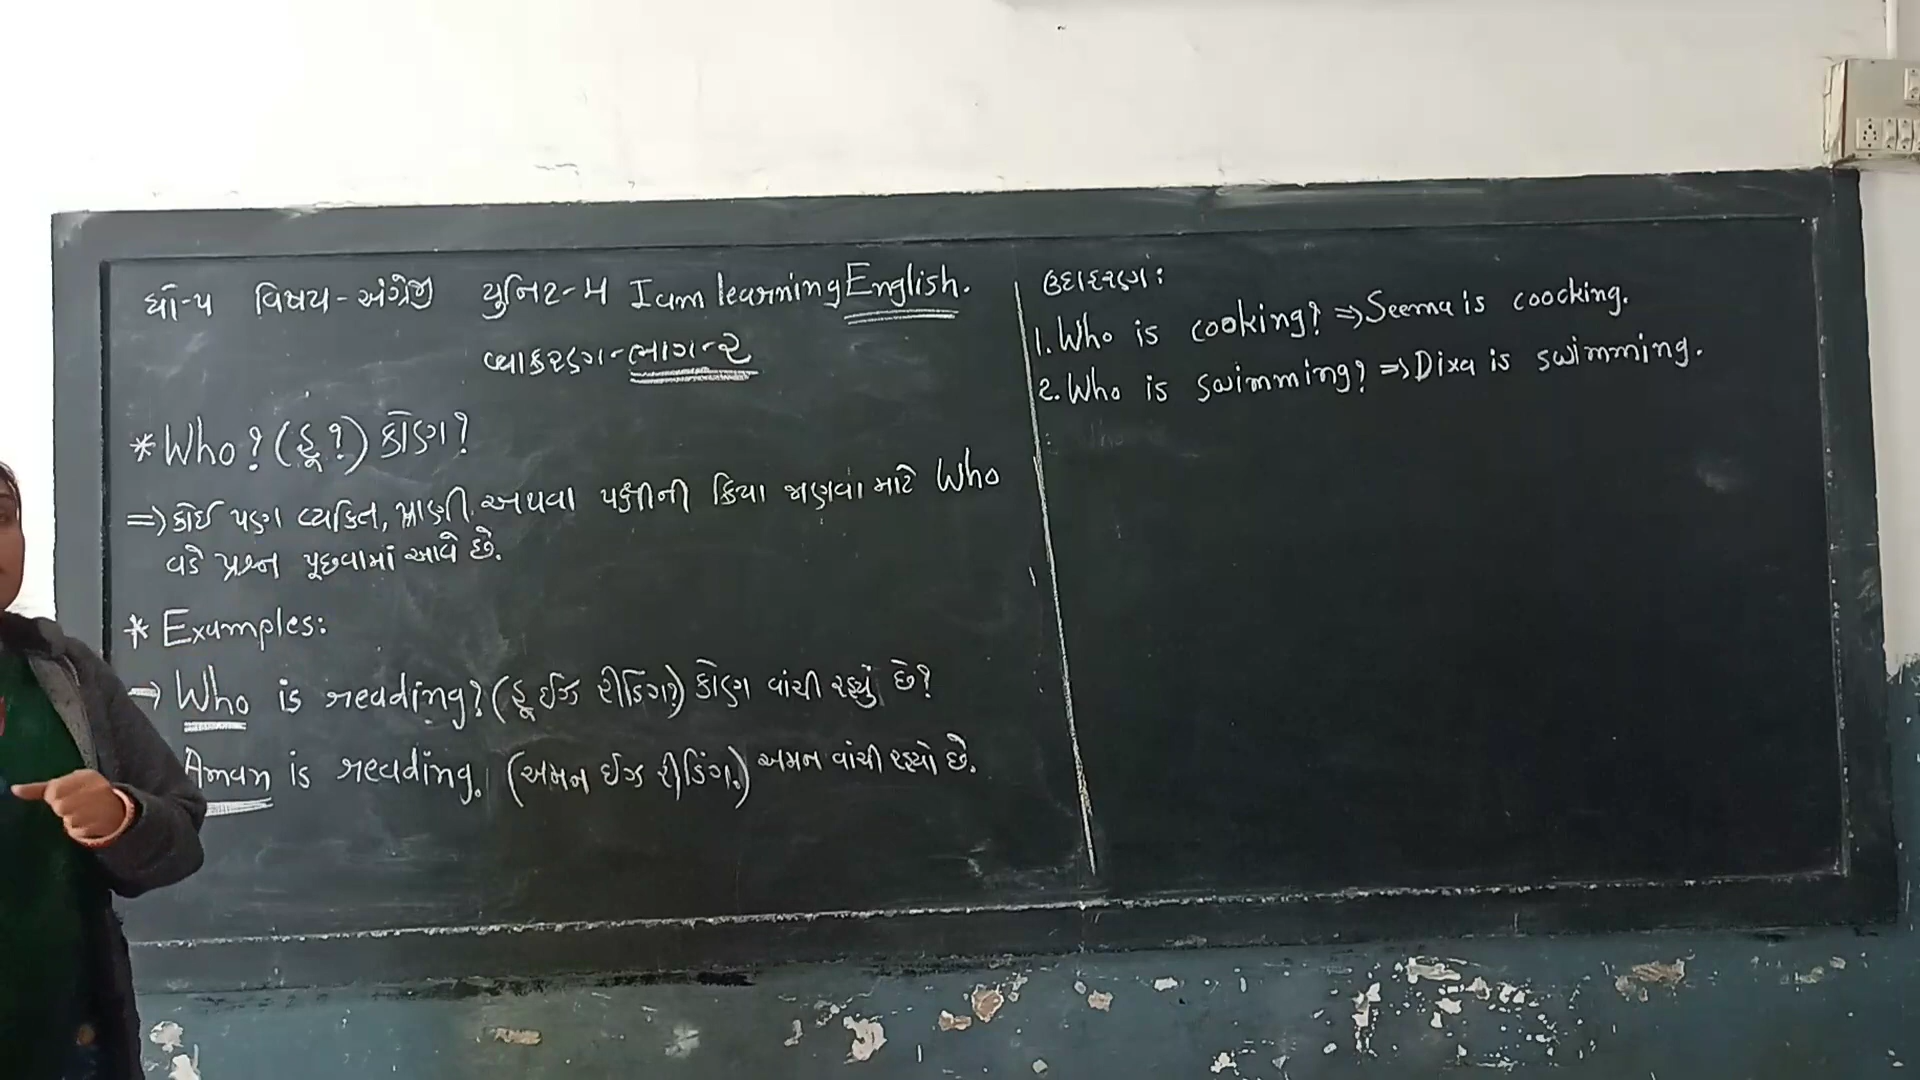 ધો-૫ વિષય-અંગ્રેજી યુનિટ-૫ I am learning English.
વ્યાકરણ-ભાગ-૨
* Who? (હૂ?) કોણ?
⇒ કોઈ પણ વ્યક્તિ, પ્રાણી અથવા પક્ષીની ક્રિયા જાણવા માટે Who
વડે પ્રશ્ન પૂછવામાં આવે છે.
* Examples:
→ Who is reading? (હૂ ઈઝ રીડિંગ?) કોણ વાંચી રહ્યું છે?
Aman is reading. (અમન ઈઝ રીડિંગ.) અમન વાંચી રહ્યો છે.
ઉદાહરણ:
1. Who is cooking? ⇒ Seema is coocking.
2. Who is swimming? ⇒ Dixa is swimming.